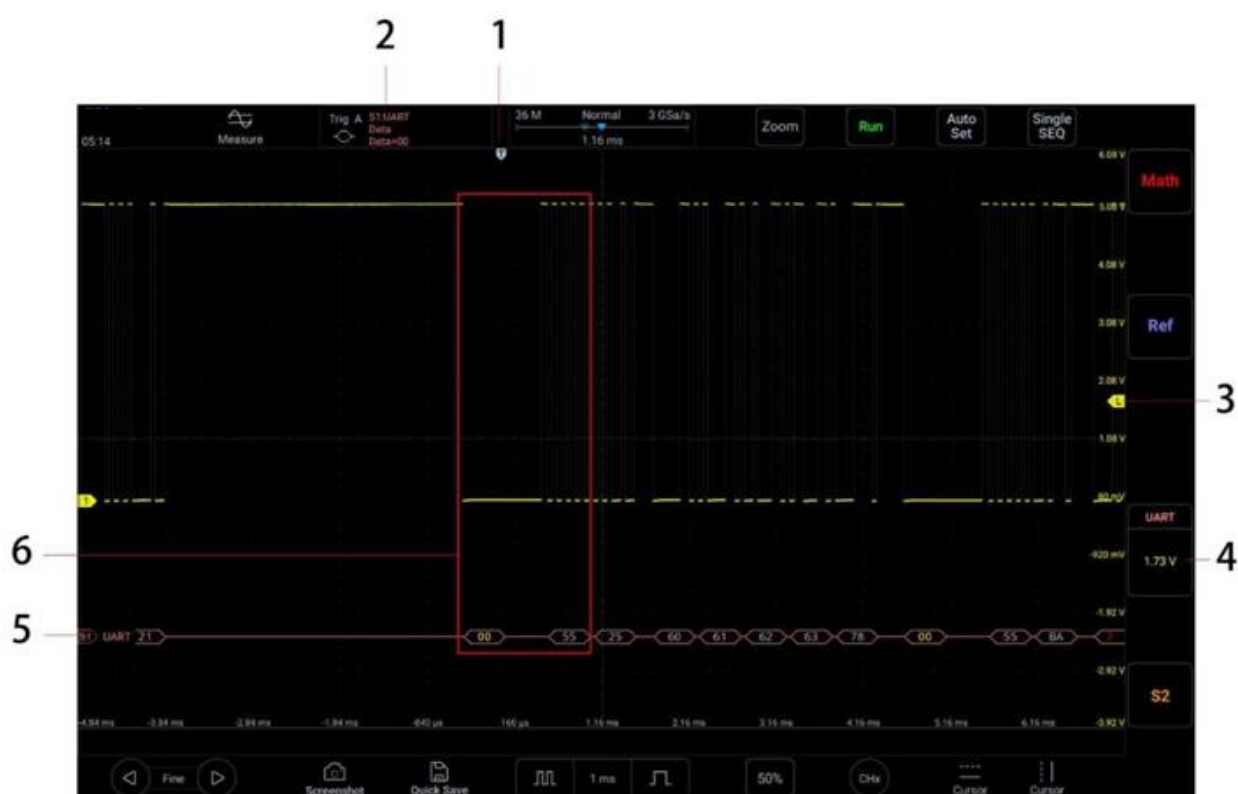 2 1
36 M Normal 3 GSa/s
Trig A S1:UART
Data
Data=00
05:14 Measure 1.16 ms Zoom Run Auto Set Single SEQ
T
6.08 V
Math
5.08 V
4.08 V
3.08 V
Ref
2.08 V
L 3
1.08 V
1 80 mV
UART
6 -920 mV 1.73 V 4
-1.92 V
5 S1 UART 21 00 55 25 60 61 62 63 78 00 55 BA
-2.92 V
S2
-4.84 ms -3.84 ms -2.84 ms -1.84 ms -840 µs 160 µs 1.16 ms 2.16 ms 3.16 ms 4.16 ms 5.16 ms 6.16 ms -3.92 V
Fine Screenshot Quick Save 1 ms 50% CHx Cursor Cursor